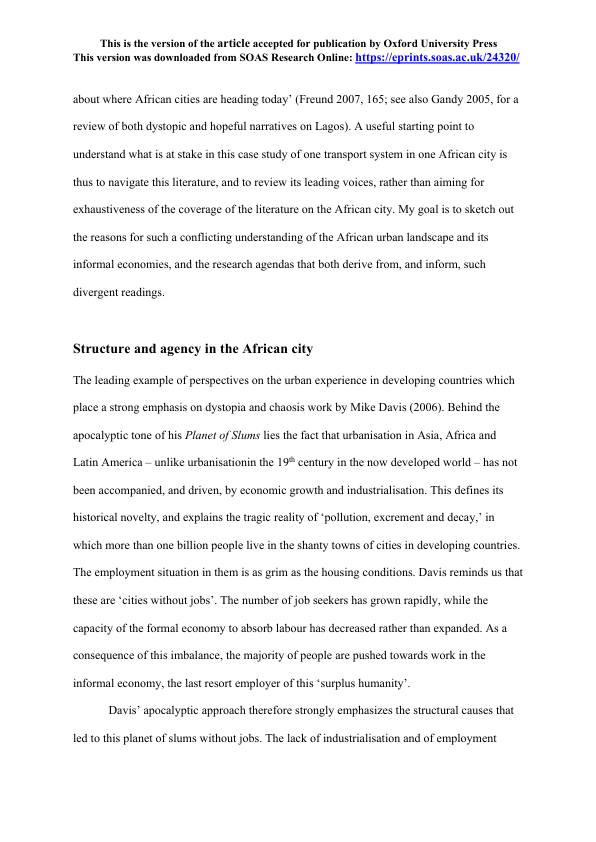 This is the version of the article accepted for publication by Oxford University Press
This version was downloaded from SOAS Research Online: https://eprints.soas.ac.uk/24320/
about where African cities are heading today’ (Freund 2007, 165; see also Gandy 2005, for a
review of both dystopic and hopeful narratives on Lagos). A useful starting point to
understand what is at stake in this case study of one transport system in one African city is
thus to navigate this literature, and to review its leading voices, rather than aiming for
exhaustiveness of the coverage of the literature on the African city. My goal is to sketch out
the reasons for such a conflicting understanding of the African urban landscape and its
informal economies, and the research agendas that both derive from, and inform, such
divergent readings.
Structure and agency in the African city
The leading example of perspectives on the urban experience in developing countries which
place a strong emphasis on dystopia and chaosis work by Mike Davis (2006). Behind the
apocalyptic tone of his Planet of Slums lies the fact that urbanisation in Asia, Africa and
Latin America – unlike urbanisationin the 19th century in the now developed world – has not
been accompanied, and driven, by economic growth and industrialisation. This defines its
historical novelty, and explains the tragic reality of ‘pollution, excrement and decay,’ in
which more than one billion people live in the shanty towns of cities in developing countries.
The employment situation in them is as grim as the housing conditions. Davis reminds us that
these are ‘cities without jobs’. The number of job seekers has grown rapidly, while the
capacity of the formal economy to absorb labour has decreased rather than expanded. As a
consequence of this imbalance, the majority of people are pushed towards work in the
informal economy, the last resort employer of this ‘surplus humanity’.
Davis’ apocalyptic approach therefore strongly emphasizes the structural causes that
led to this planet of slums without jobs. The lack of industrialisation and of employment